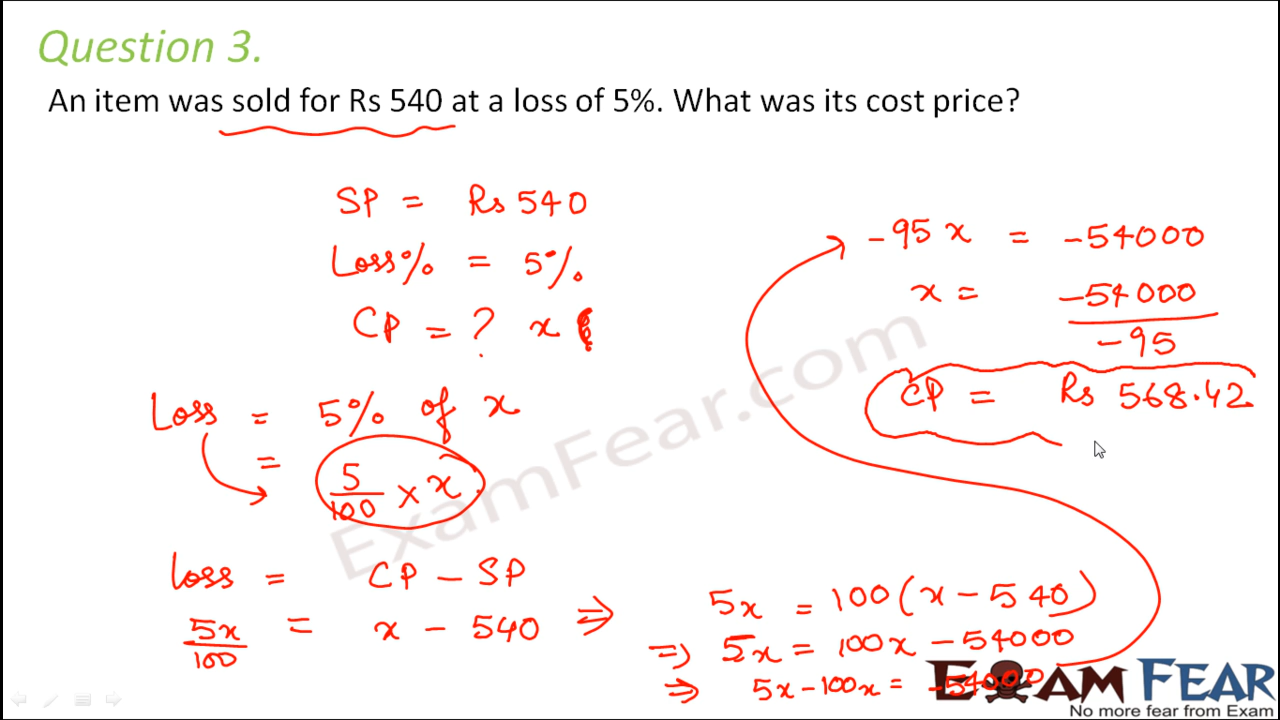 Question 3.
An item was sold for Rs 540 at a loss of 5%. What was its cost price?
SP = Rs 540
Loss% = 5%
CP = ? x
Loss = 5% of x
= 5/100 × x
Loss = CP - SP
5x/100 = x - 540 ⇒
5x = 100(x - 540)
⇒ 5x = 100x - 54000
⇒ 5x - 100x = -54000
-95x = -54000
x = -54000/-95
CP = Rs 568.42
ExamFear.com
EXAM FEAR
No more fear from Exam